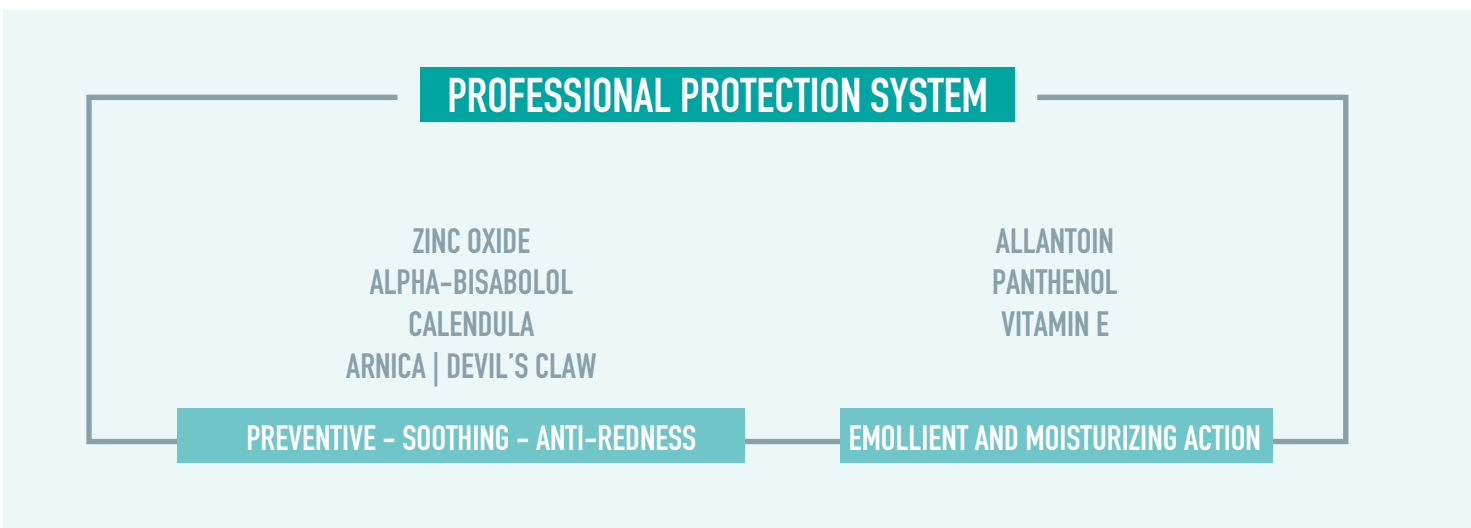 PROFESSIONAL PROTECTION SYSTEM
ZINC OXIDE
ALPHA-BISABOLOL
CALENDULA
ARNICA | DEVIL'S CLAW
PREVENTIVE - SOOTHING - ANTI-REDNESS
ALLANTOIN
PANTHENOL
VITAMIN E
EMOLLIENT AND MOISTURIZING ACTION